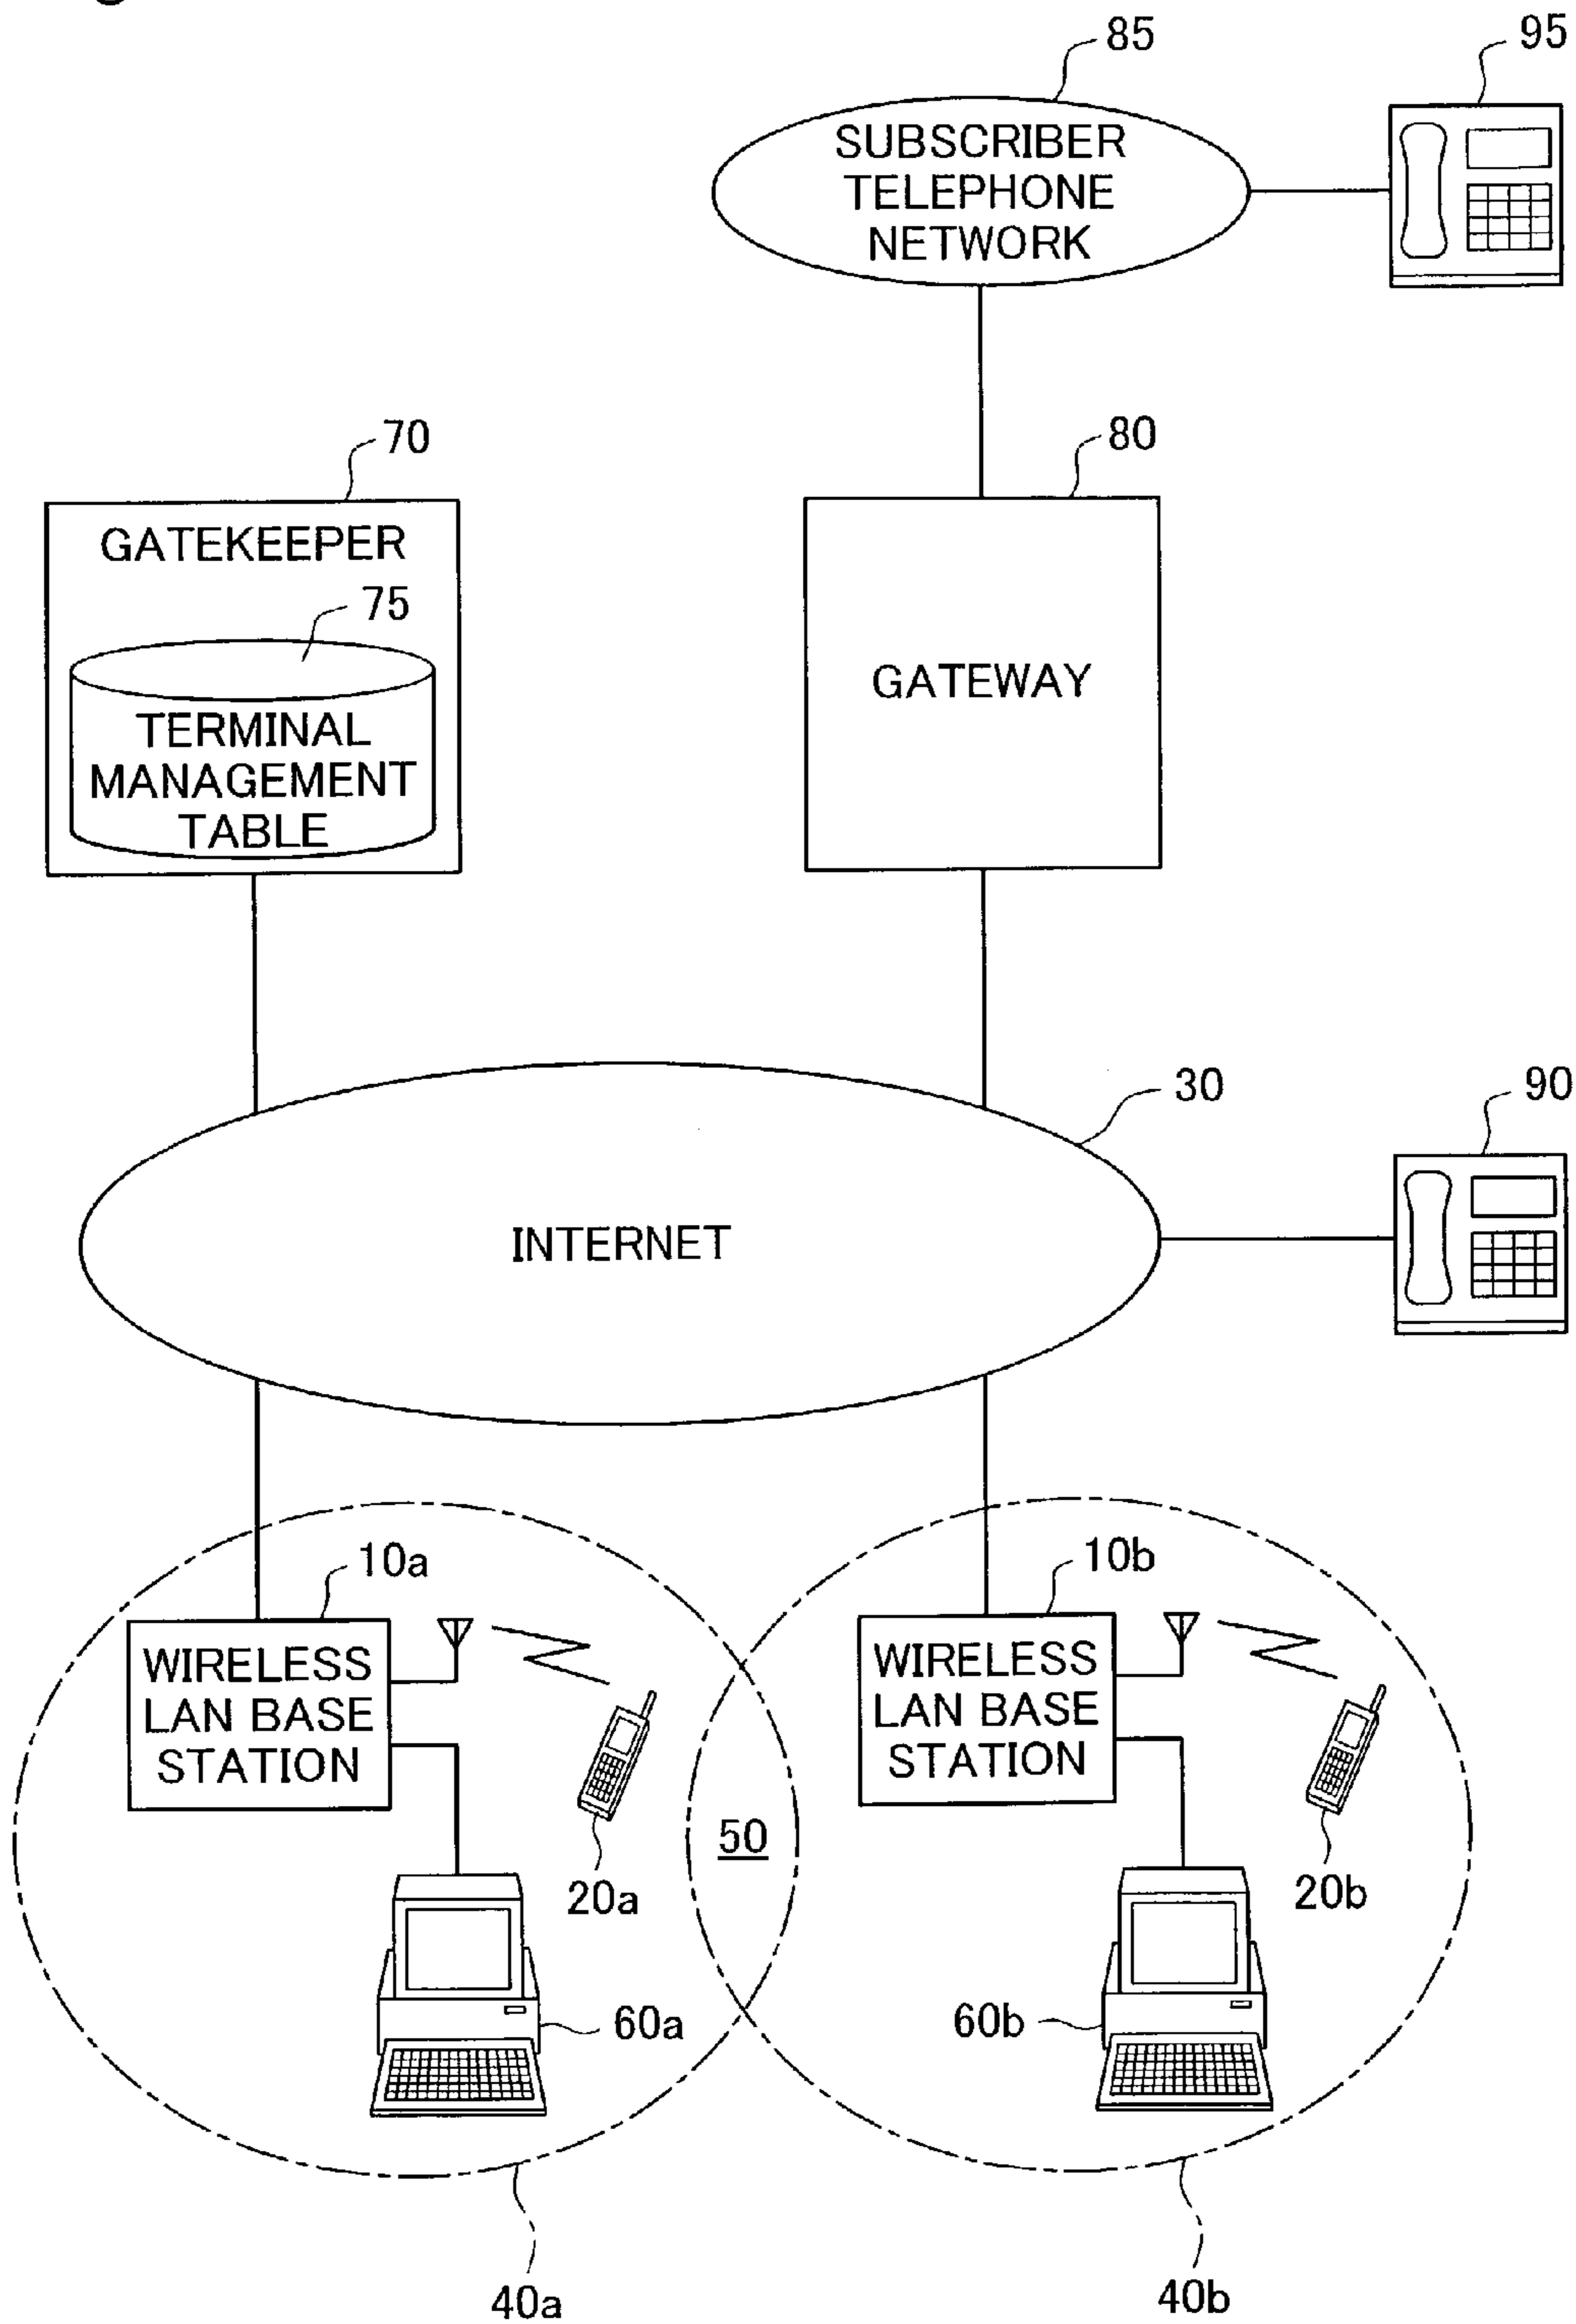 85
95
SUBSCRIBER
TELEPHONE
NETWORK
70
80
GATEKEEPER
75
TERMINAL
MANAGEMENT
TABLE
GATEWAY
30
90
INTERNET
10a
10b
WIRELESS
LAN BASE
STATION
WIRELESS
LAN BASE
STATION
50
20a
20b
60a
60b
40a
40b